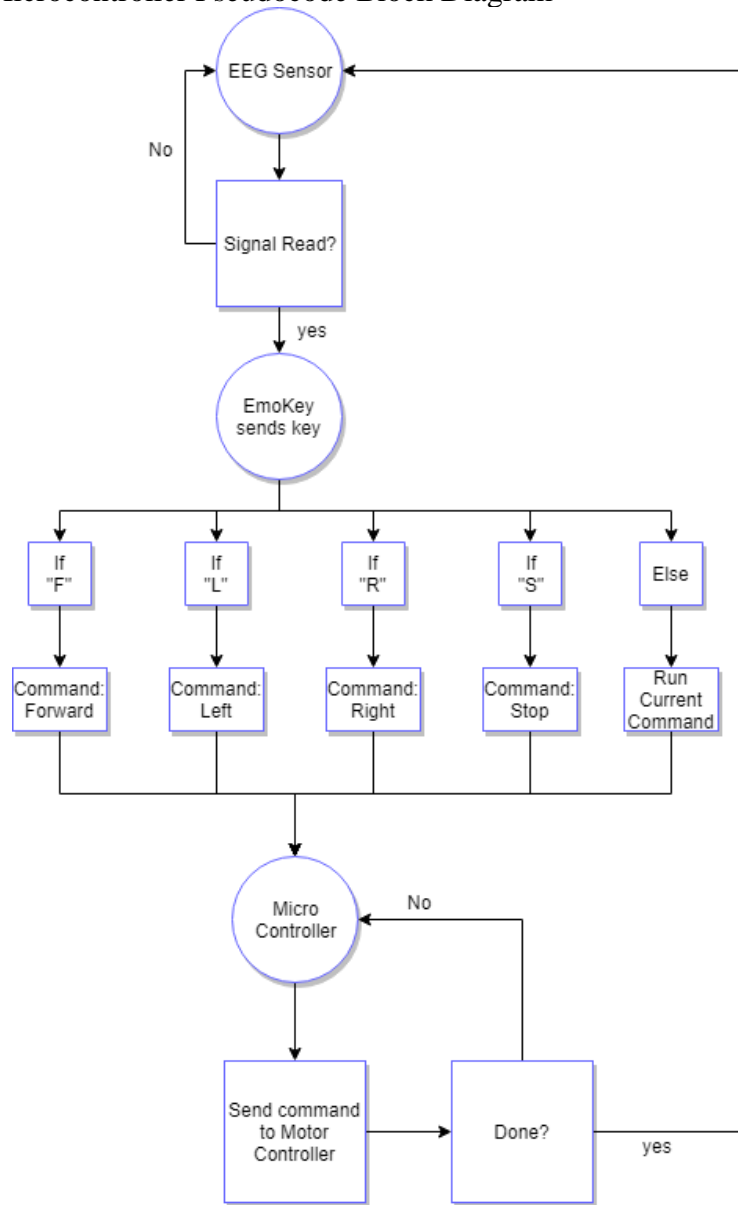 Pseudocode Block Diagram
EEG Sensor
No
Signal Read?
yes
EmoKey
sends key
If
"F"
If
"L"
If
"R"
If
"S"
Else
Command:
Forward
Command:
Left
Command:
Right
Command:
Stop
Run
Current
Command
Micro
Controller
No
Send command
to Motor
Controller
Done?
yes